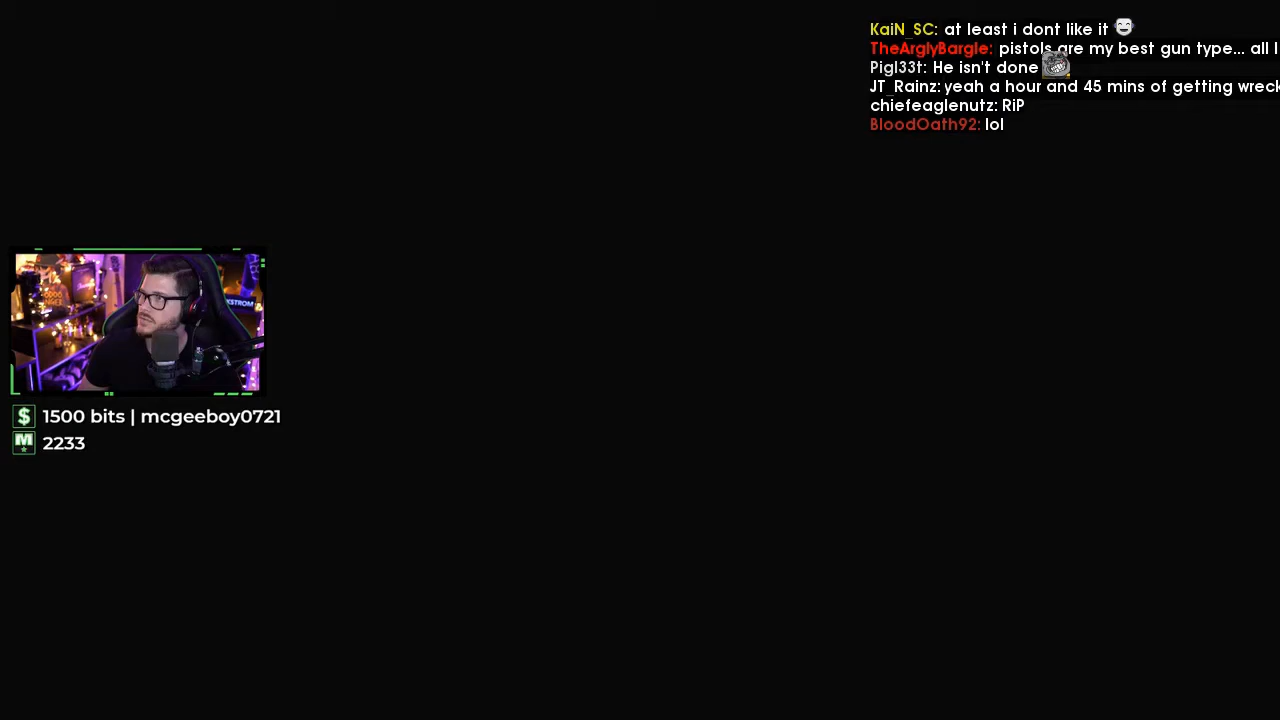 KaiN_SC: at least i dont like it
TheArglyBargle: pistols are my best gun type... all I
Pigl33t: He isn't done
JT_Rainz: yeah a hour and 45 mins of getting wreck
chiefeaglenutz: RiP
BloodOath92: lol
$ 1500 bits | mcgeeboy0721
M 2233